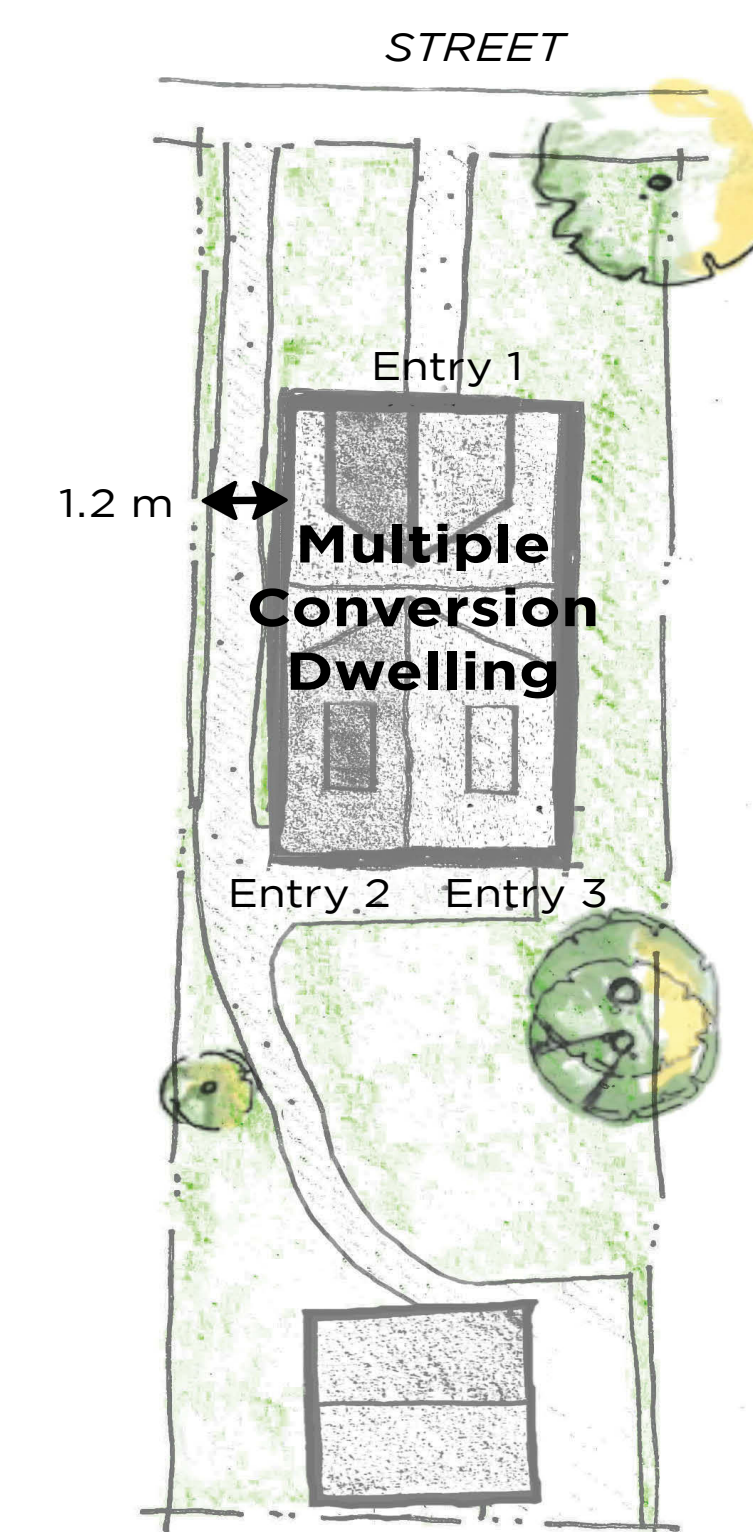 STREET
Entry 1
1.2 m
Multiple
Conversion
Dwelling
Entry 2 Entry 3